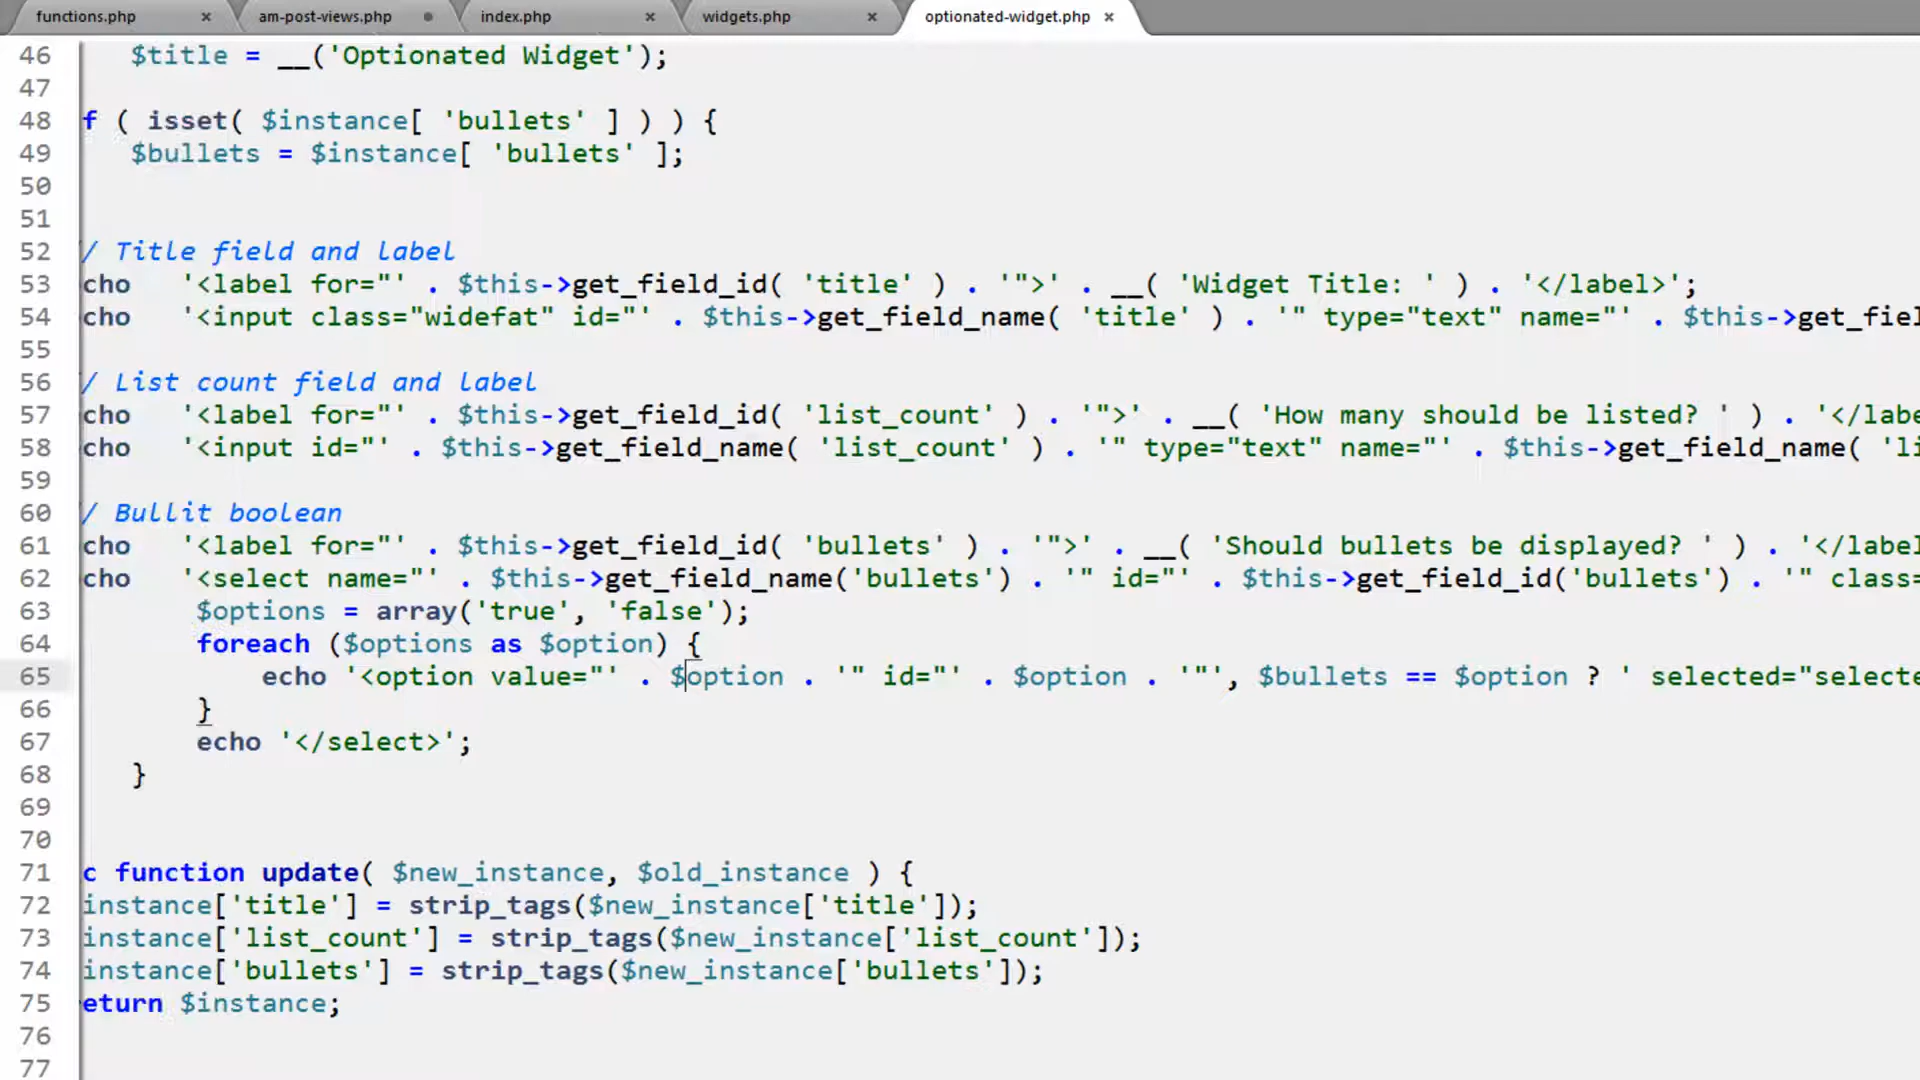 functions.php × am-post-views.php index.php × widgets.php × optionated-widget.php ×
46 $title = __('Optionated Widget');
47
48 f ( isset( $instance[ 'bullets' ] ) ) {
49 $bullets = $instance[ 'bullets' ];
50
51
52 / Title field and label
53 cho '<label for="' . $this->get_field_id( 'title' ) . '">' . __( 'Widget Title: ' ) . '</label>';
54 cho '<input class="widefat" id="' . $this->get_field_name( 'title' ) . '" type="text" name="' . $this->get_fiel
55
56 / List count field and label
57 cho '<label for="' . $this->get_field_id( 'list_count' ) . '">' . __( 'How many should be listed? ' ) . '</labe
58 cho '<input id="' . $this->get_field_name( 'list_count' ) . '" type="text" name="' . $this->get_field_name( 'li
59
60 / Bullit boolean
61 cho '<label for="' . $this->get_field_id( 'bullets' ) . '">' . __( 'Should bullets be displayed? ' ) . '</label
62 cho '<select name="' . $this->get_field_name('bullets') . '" id="' . $this->get_field_id('bullets') . '" class=
63 $options = array('true', 'false');
64 foreach ($options as $option) {
65 echo '<option value="' . $option . '" id="' . $option . '"', $bullets == $option ? ' selected="selecte
66 }
67 echo '</select>';
68 }
69
70
71 c function update( $new_instance, $old_instance ) {
72 instance['title'] = strip_tags($new_instance['title']);
73 instance['list_count'] = strip_tags($new_instance['list_count']);
74 instance['bullets'] = strip_tags($new_instance['bullets']);
75 eturn $instance;
76
77